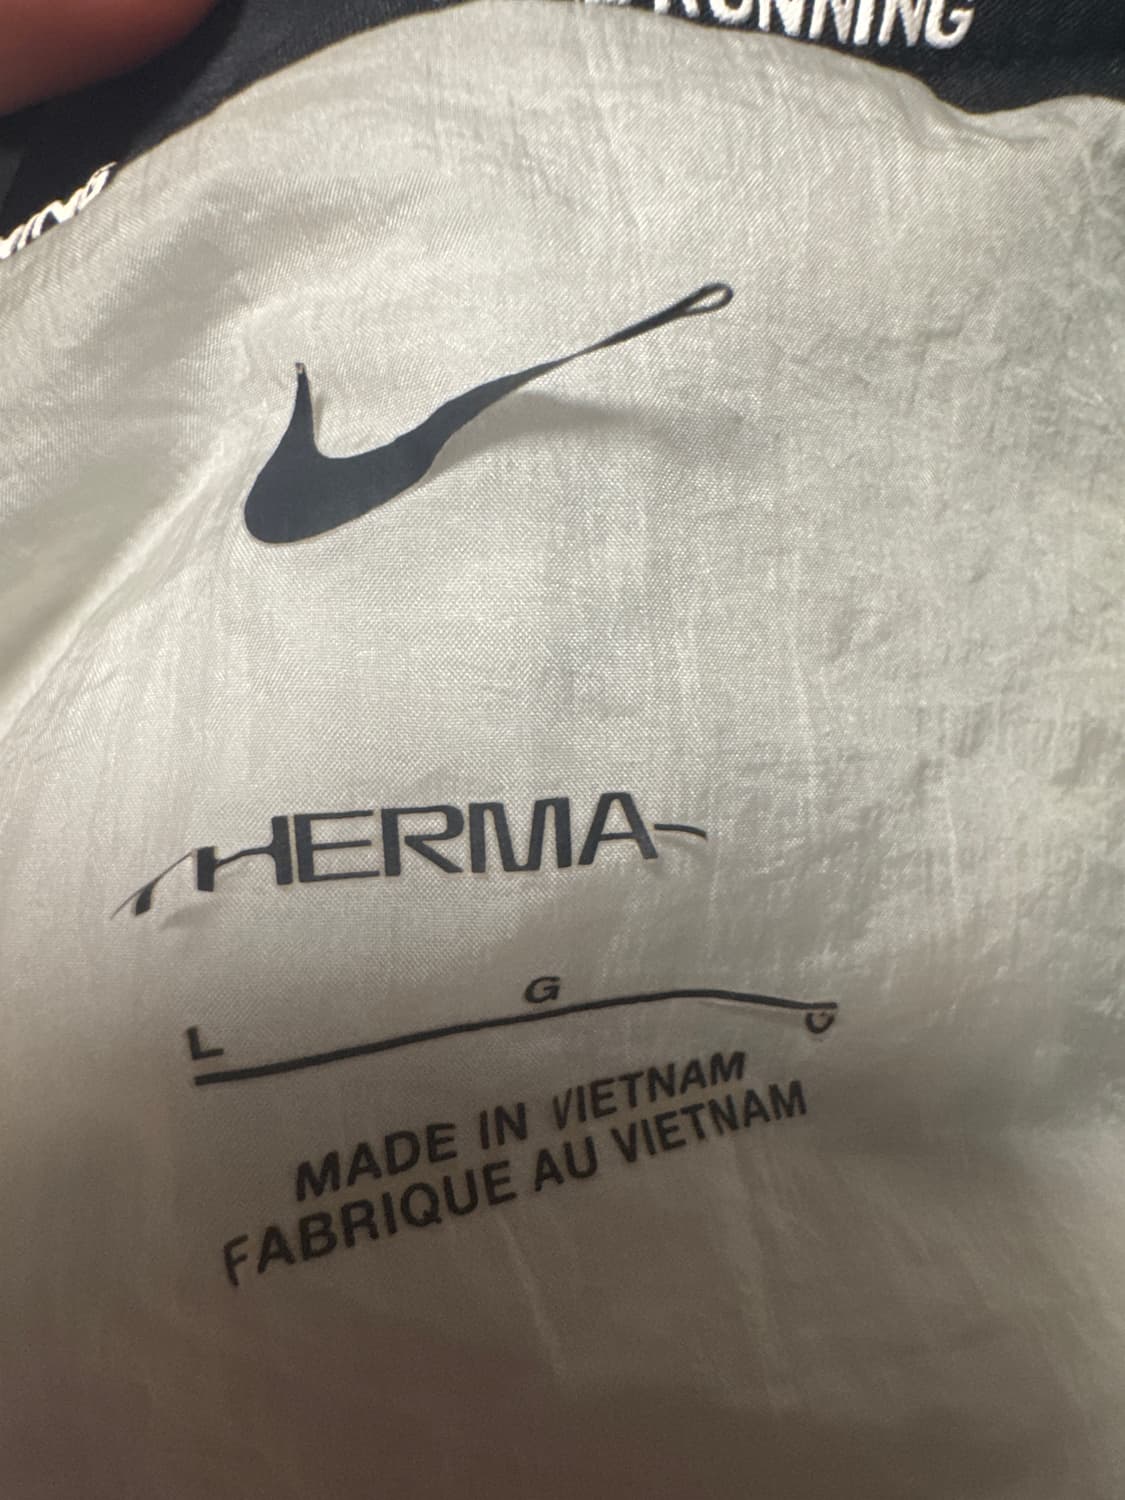 RUNNING
HERMA
L G G
MADE IN VIETNAM
FABRIQUE AU VIETNAM